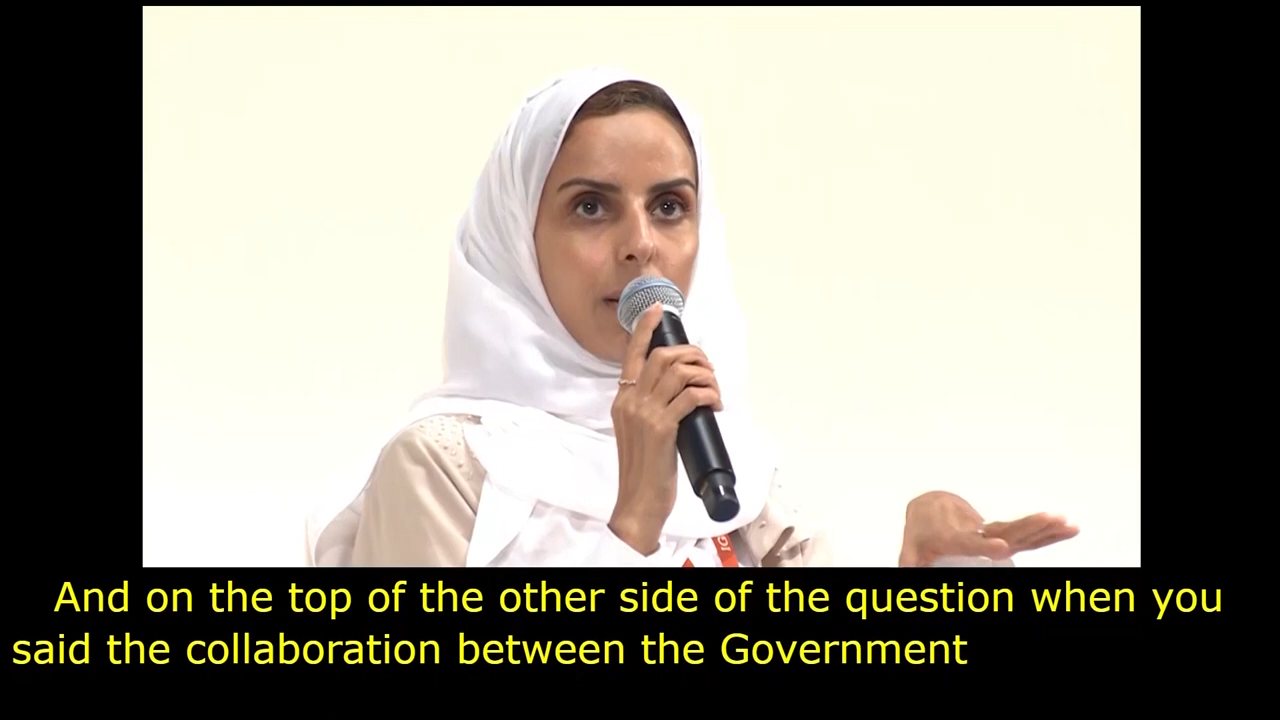 And on the top of the other side of the question when you
said the collaboration between the Government